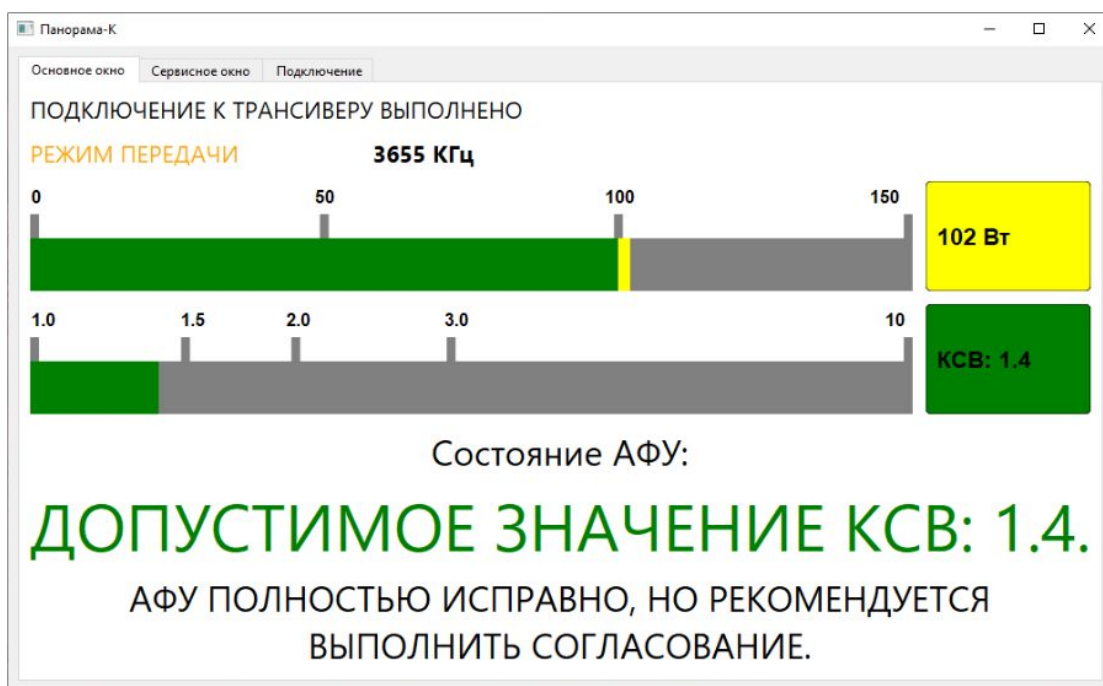 Панорама-К
Основное окно Сервисное окно Подключение
ПОДКЛЮЧЕНИЕ К ТРАНСИВЕРУ ВЫПОЛНЕНО
РЕЖИМ ПЕРЕДАЧИ 3655 КГц
0 50 100 150
102 Вт
1.0 1.5 2.0 3.0 10
КСВ: 1.4
Состояние АФУ:
ДОПУСТИМОЕ ЗНАЧЕНИЕ КСВ: 1.4.
АФУ ПОЛНОСТЬЮ ИСПРАВНО, НО РЕКОМЕНДУЕТСЯ
ВЫПОЛНИТЬ СОГЛАСОВАНИЕ.